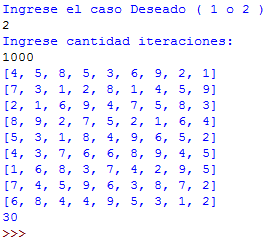 Ingrese el caso Deseado ( 1 o 2 )
2
Ingrese cantidad iteraciones:
1000
[4, 5, 8, 5, 3, 6, 9, 2, 1]
[7, 3, 1, 2, 8, 1, 4, 5, 9]
[2, 1, 6, 9, 4, 7, 5, 8, 3]
[8, 9, 2, 7, 5, 2, 1, 6, 4]
[5, 3, 1, 8, 4, 9, 6, 5, 2]
[4, 3, 7, 6, 6, 8, 9, 4, 5]
[1, 6, 8, 3, 7, 4, 2, 9, 5]
[7, 4, 5, 9, 6, 3, 8, 7, 2]
[6, 8, 4, 4, 9, 5, 3, 1, 2]
30
>>>